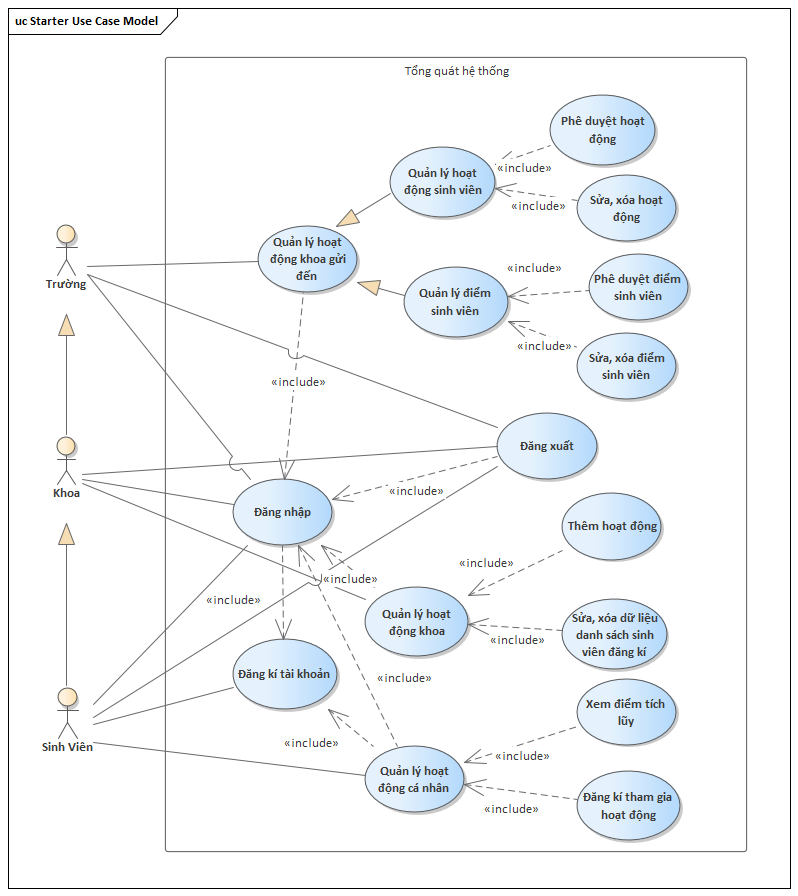 uc Starter Use Case Model
Tổng quát hệ thống
Phê duyệt hoạt
động
Quản lý hoạt
động sinh viên
«include»
Sửa, xóa hoạt
động
«include»
Trường
Quản lý hoạt
động khoa gửi
đến
«include»
Phê duyệt điểm
sinh viên
Quản lý điểm
sinh viên
«include»
Sửa, xóa điểm
sinh viên
«include»
Khoa
Đăng xuất
«include»
Đăng nhập
Thêm hoạt động
«include»
«include»
«include»
Quản lý hoạt
động khoa
Sửa, xóa dữ liệu
danh sách sinh
viên đăng kí
«include»
Đăng kí tài khoản
«include»
Sinh Viên
Xem điểm tích
lũy
«include»
«include»
Quản lý hoạt
động cá nhân
Đăng kí tham gia
hoạt động
«include»